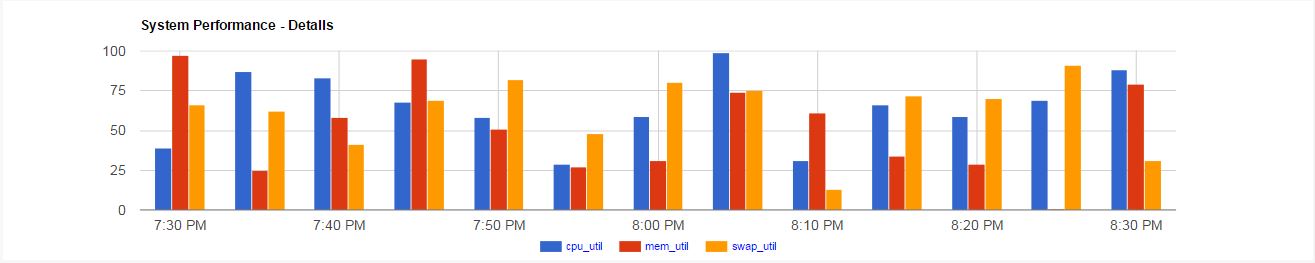 System Performance - Details
100
75
50
25
0
7:30 PM 7:40 PM 7:50 PM 8:00 PM 8:10 PM 8:20 PM 8:30 PM
cpu_util mem_util swap_util